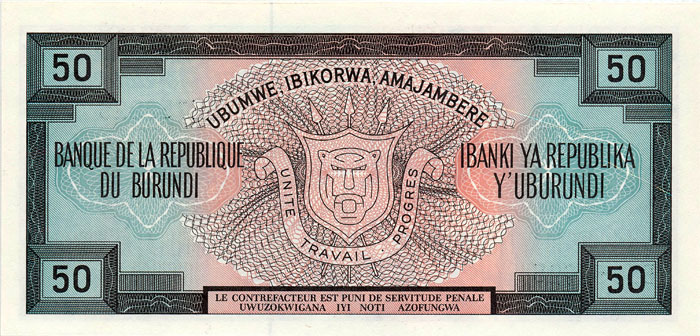 50
50
UBUMWE, IBIKORWA, AMAJAMBERE
BANQUE DE LA REPUBLIQUE
DU BURUNDI
IBANKI YA REPUBLIKA
Y'UBURUNDI
UNITE TRAVAIL PROGRES
50
50
LE CONTREFACTEUR EST PUNI DE SERVITUDE PENALE
UWUZOKWIGANA IYI NOTI AZOFUNGWA